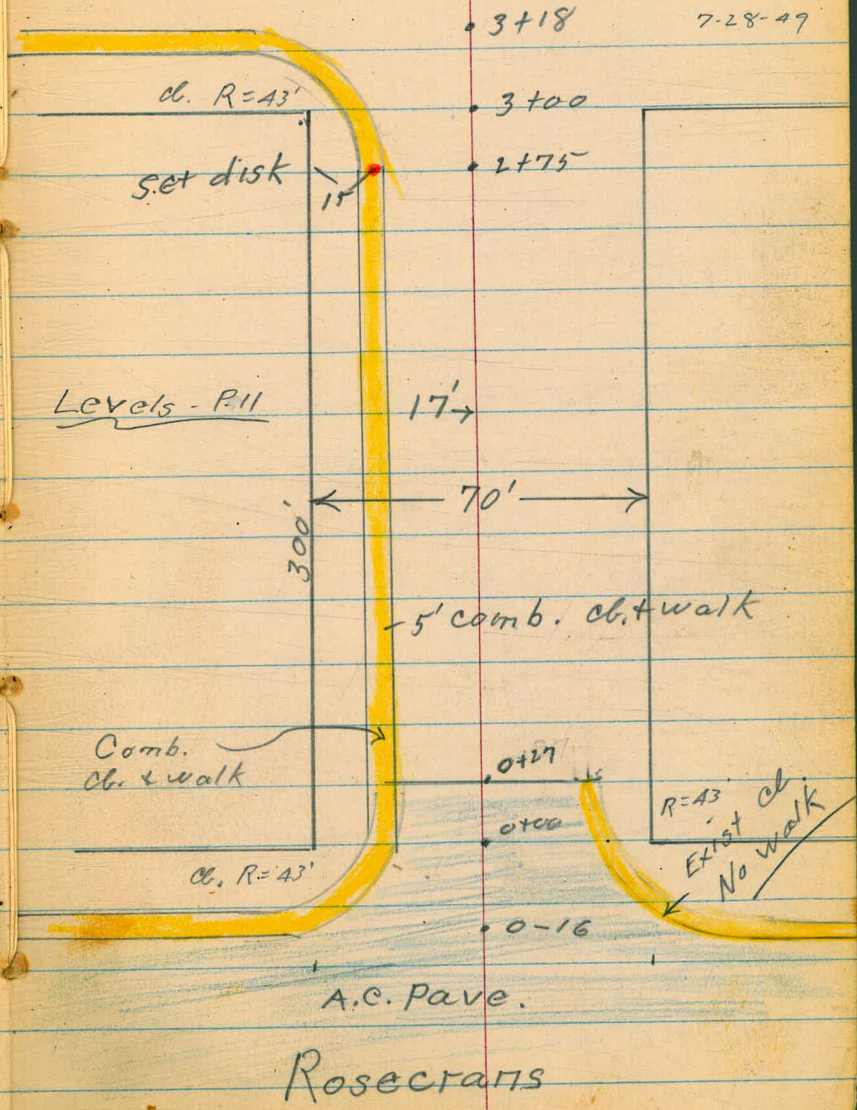 3+18
7-28-49
cb. R=43'
3+00
set disk
15
2+75
Levels - P.11
17'→
70'
300'
5' comb. cb. + walk
Comb.
cb. & walk
0+27
R=43'
Exist cb.
No walk
0+00
cb. R=43'
0-16
A.C. Pave.
Rosecrans